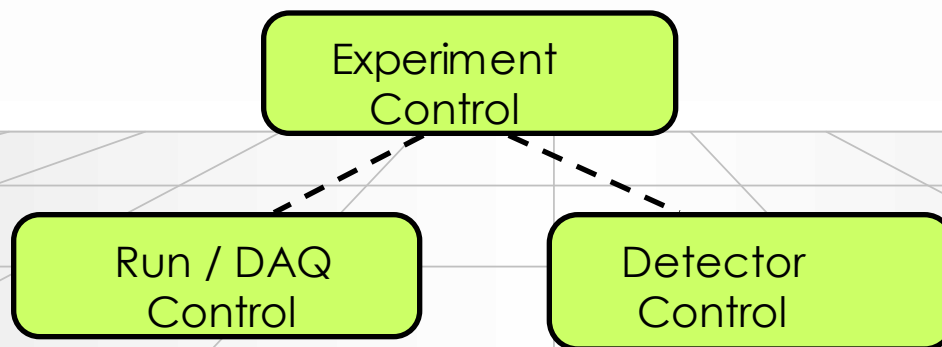 Experiment
Control
Run / DAQ
Control
Detector
Control